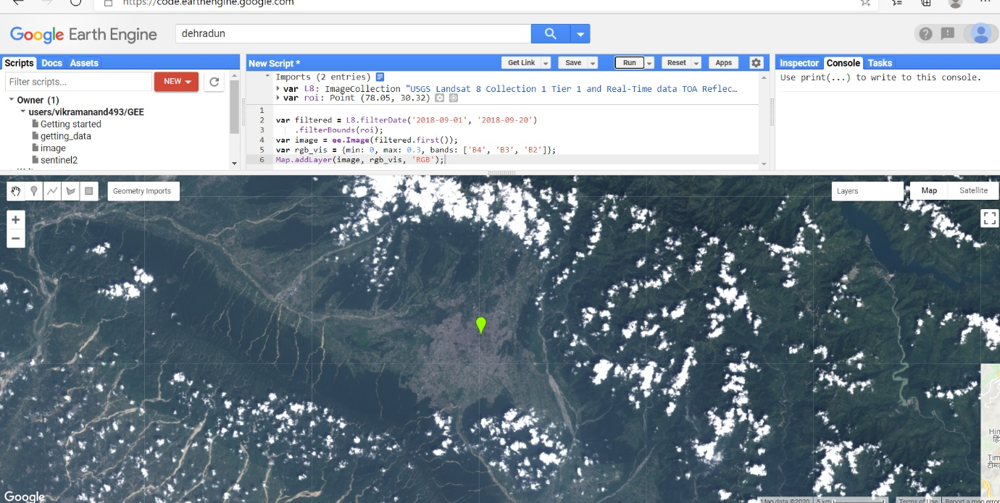 https://code.earthengine.google.com
Google Earth Engine
dehradun
Scripts Docs Assets
Filter scripts...
NEW
Owner (1)
users/vikramanand493/GEE
Getting started
getting_data
image
sentinel2
New Script *
Get Link
Save
Run
Reset
Apps
Imports (2 entries)
var L8: ImageCollection "USGS Landsat 8 Collection 1 Tier 1 and Real-Time data TOA Reflec…
var roi: Point (78.05, 30.32)
1
2 var filtered = L8.filterDate('2018-09-01', '2018-09-20')
3 .filterBounds(roi);
4 var image = ee.Image(filtered.first());
5 var rgb_vis = {min: 0, max: 0.3, bands: ['B4', 'B3', 'B2']};
6 Map.addLayer(image, rgb_vis, 'RGB');
Inspector Console Tasks
Use print(...) to write to this console.
Geometry Imports
Layers
Map
Satellite
Google
Map data ©2020
5 km
Terms of Use
Report a map error